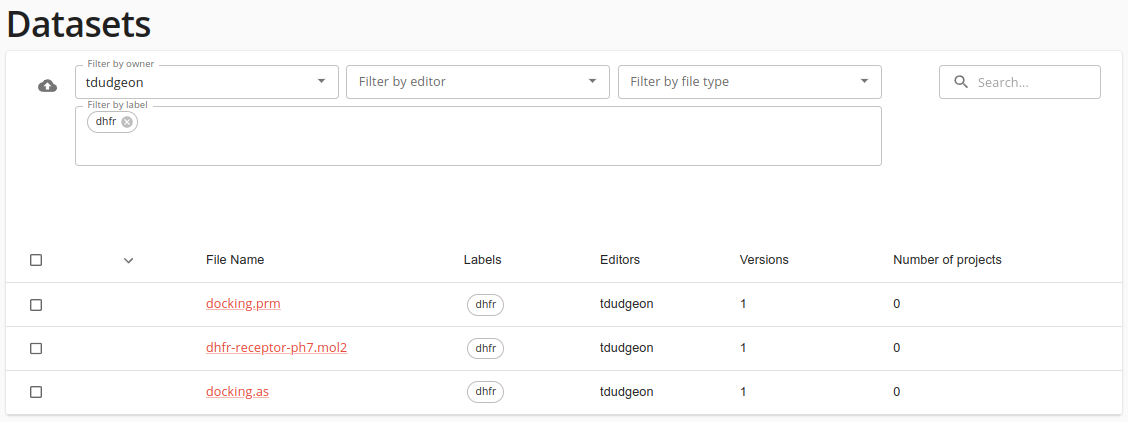 Datasets
Filter by owner
tdudgeon Filter by editor Filter by file type Search...
Filter by label
dhfr
File Name Labels Editors Versions Number of projects
docking.prm dhfr tdudgeon 1 0
dhfr-receptor-ph7.mol2 dhfr tdudgeon 1 0
docking.as dhfr tdudgeon 1 0